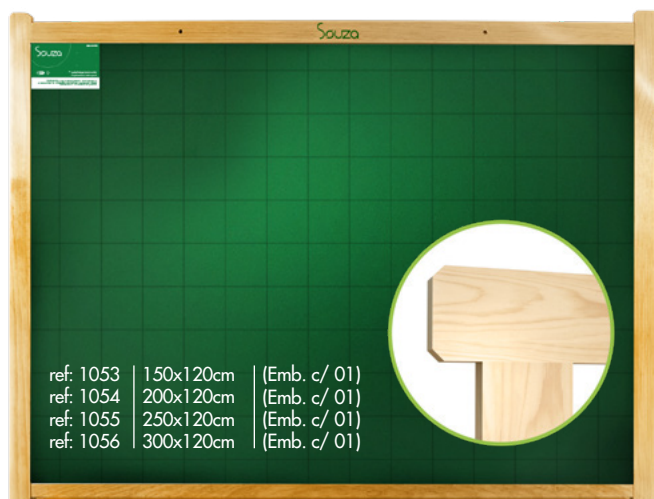 Souza
Souza
ref: 1053 150x120cm (Emb. c/ 01)
ref: 1054 200x120cm (Emb. c/ 01)
ref: 1055 250x120cm (Emb. c/ 01)
ref: 1056 300x120cm (Emb. c/ 01)